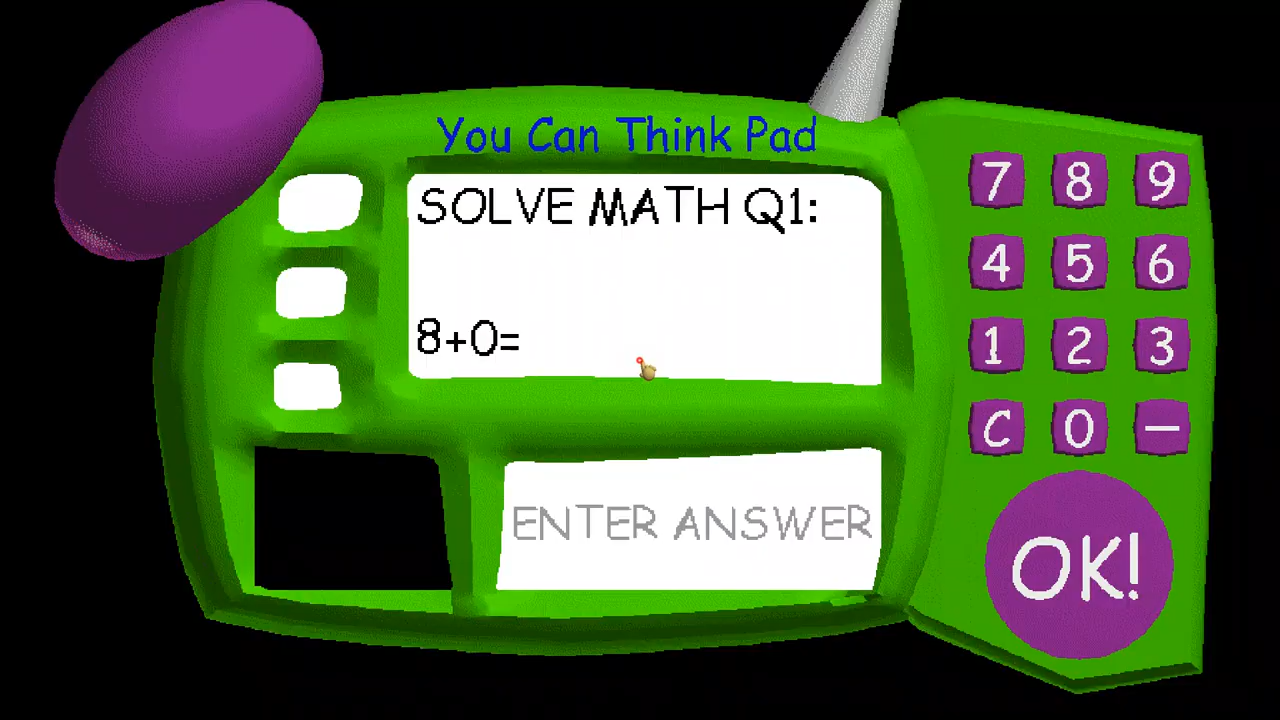 You Can Think Pad
SOLVE MATH Q1:
8+0=
ENTER ANSWER
7 8 9
4 5 6
1 2 3
C 0 —
OK!